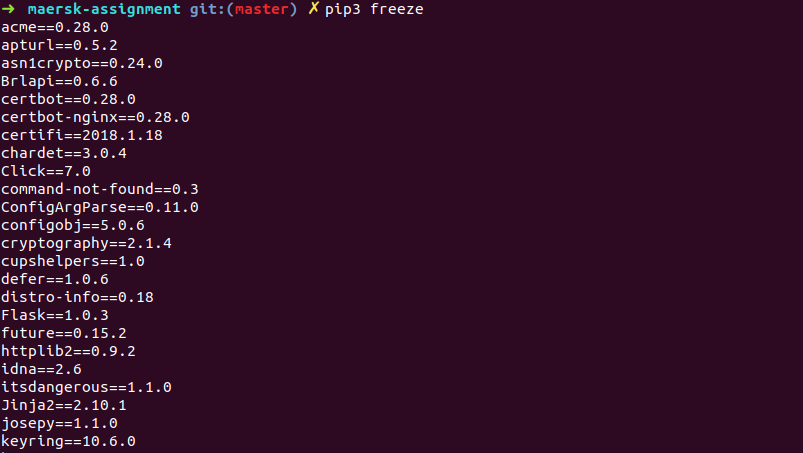 ➜ maersk-assignment git:(master) ✗ pip3 freeze
acme==0.28.0
apturl==0.5.2
asn1crypto==0.24.0
Brlapi==0.6.6
certbot==0.28.0
certbot-nginx==0.28.0
certifi==2018.1.18
chardet==3.0.4
Click==7.0
command-not-found==0.3
ConfigArgParse==0.11.0
configobj==5.0.6
cryptography==2.1.4
cupshelpers==1.0
defer==1.0.6
distro-info==0.18
Flask==1.0.3
future==0.15.2
httplib2==0.9.2
idna==2.6
itsdangerous==1.1.0
Jinja2==2.10.1
josepy==1.1.0
keyring==10.6.0